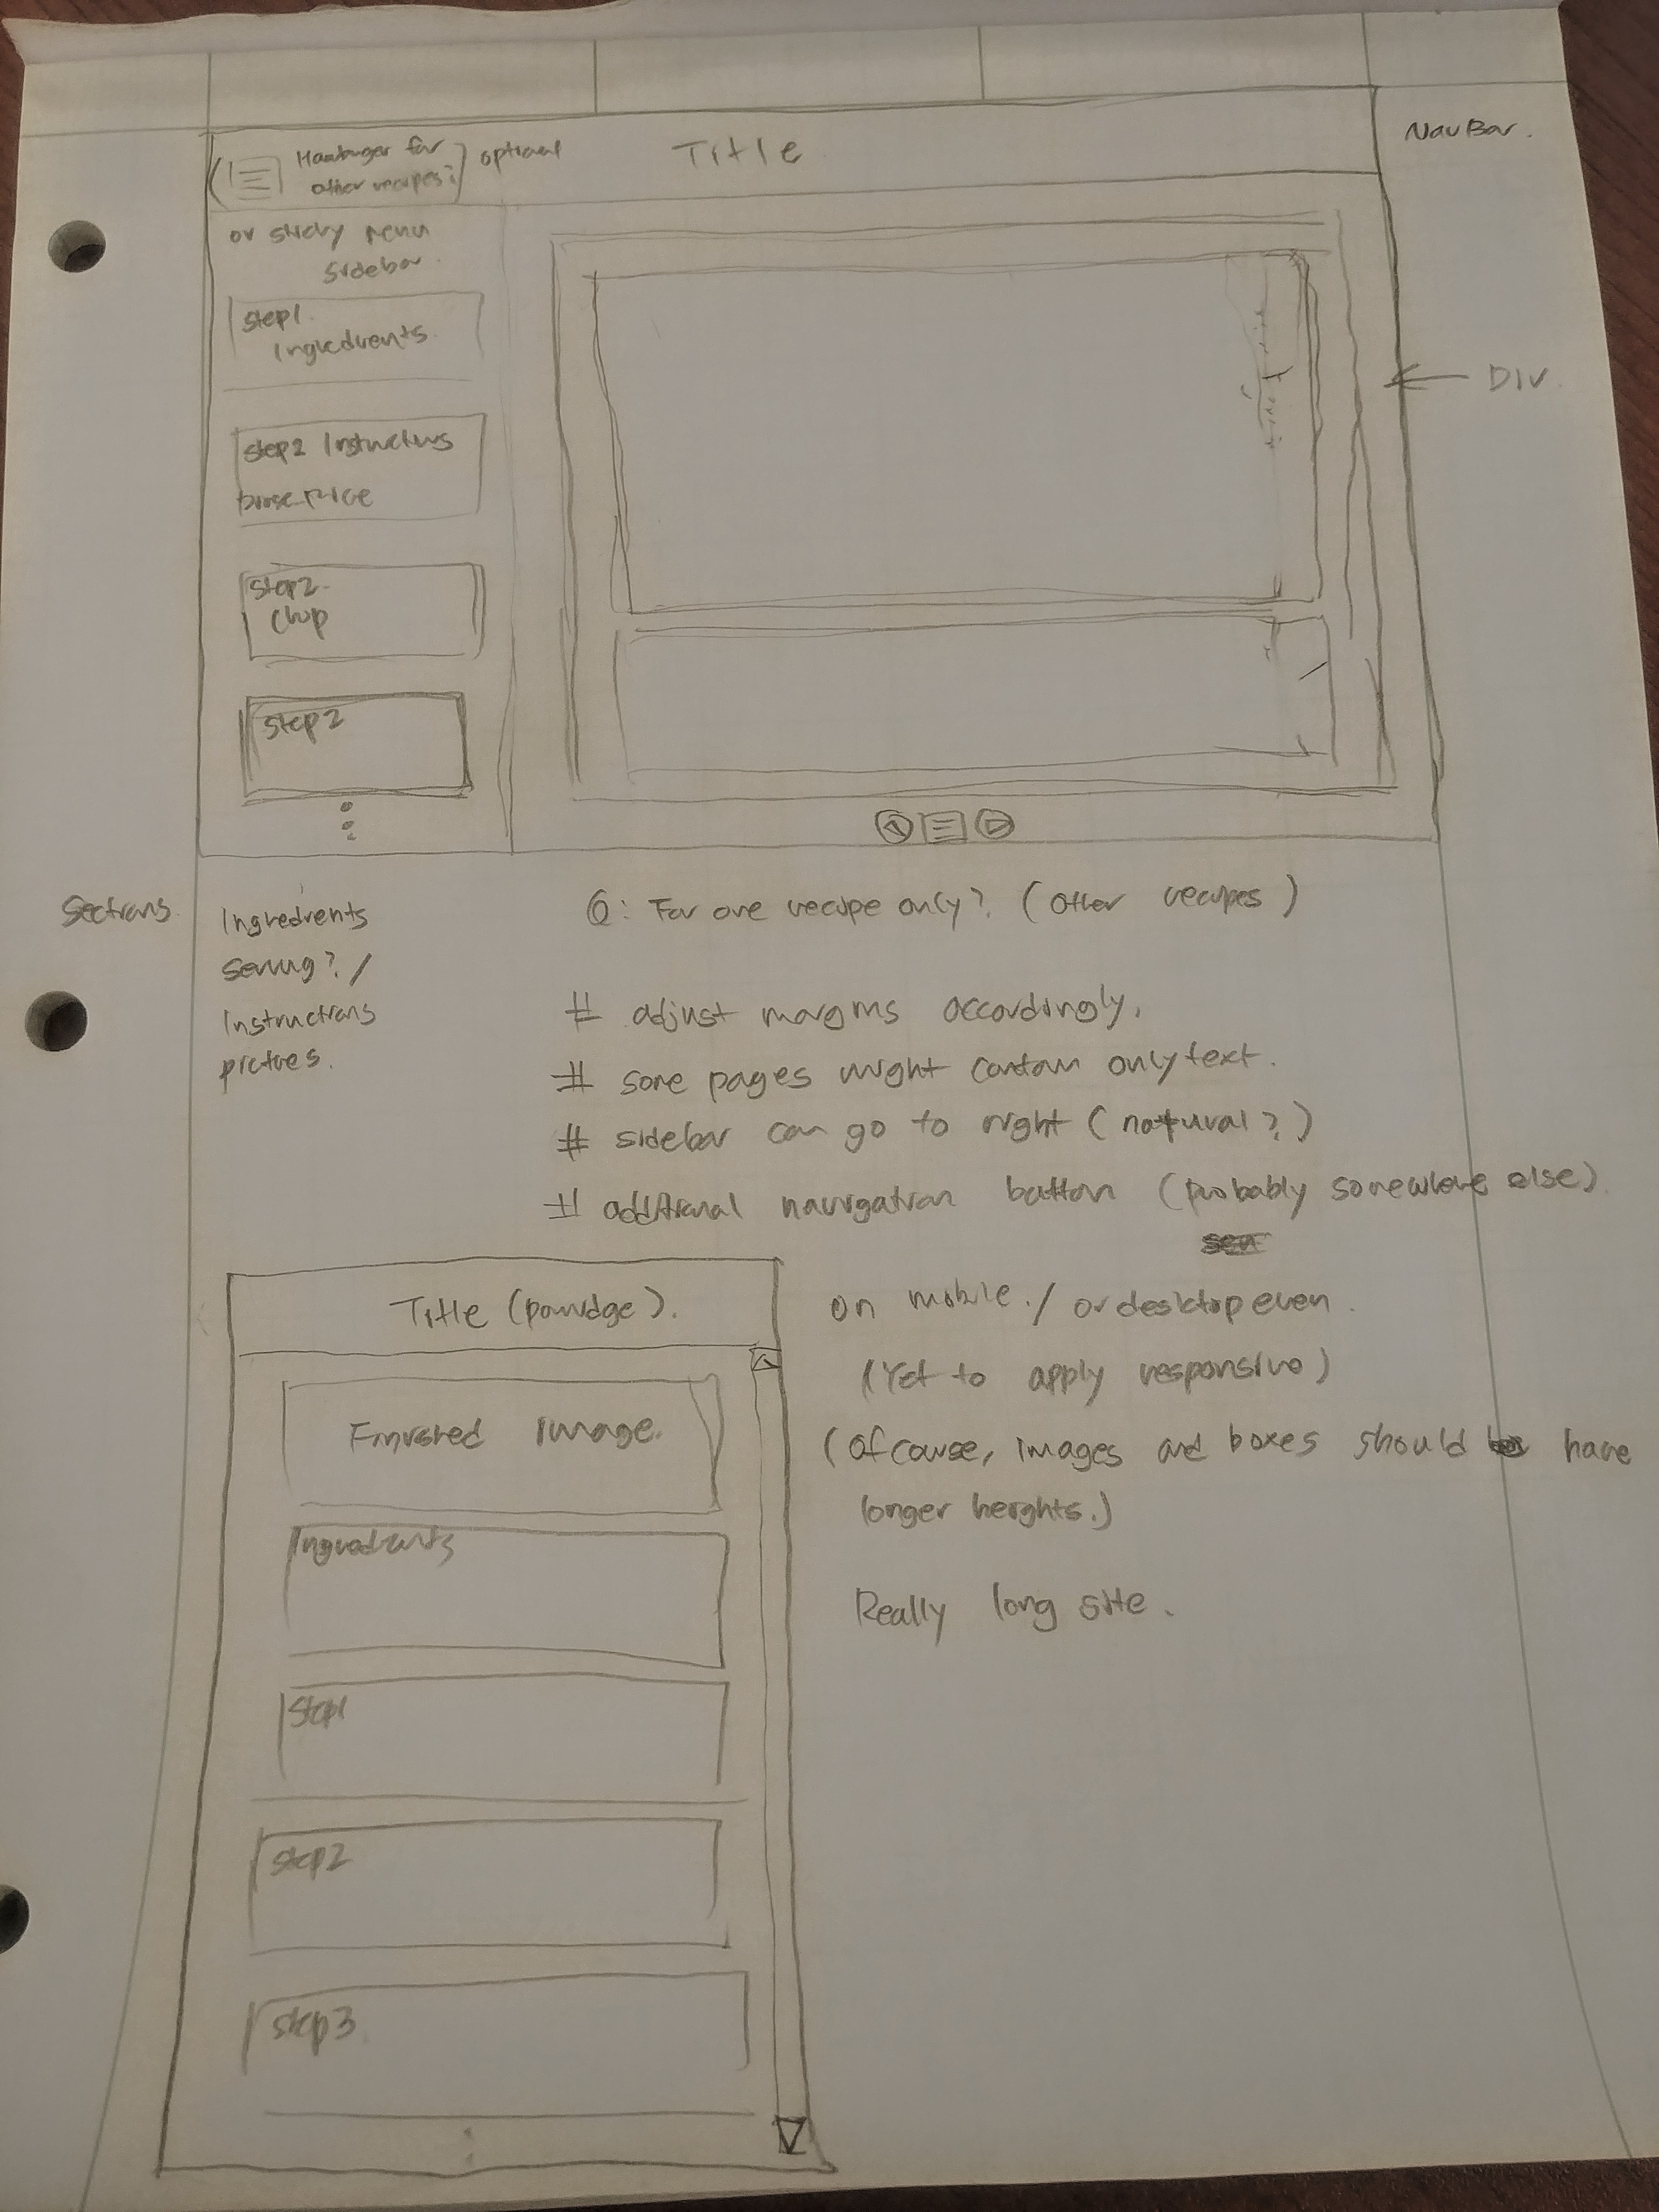 NavBar.
Hamburger for
other recipes?
optional
Title
or sticky menu
sidebar
Step1
Ingredients
← DIV
step2 Instructions
rice
Step2
Chop
Step2
Sections
Ingredients
Serving? /
Instructions
pictures.
Q: For one recipe only? (Other recipes)
# adjust margins accordingly.
# some pages might contain only text.
# sidebar can go to right (natural?)
# additional navigation button (probably somewhere else)
Title (porridge).
on mobile. / or desktop even.
(Yet to apply responsive)
Finished Image.
(Of course, images and boxes should have
longer heights.)
Ingredients
Really long site.
Step1
Step2
Step3